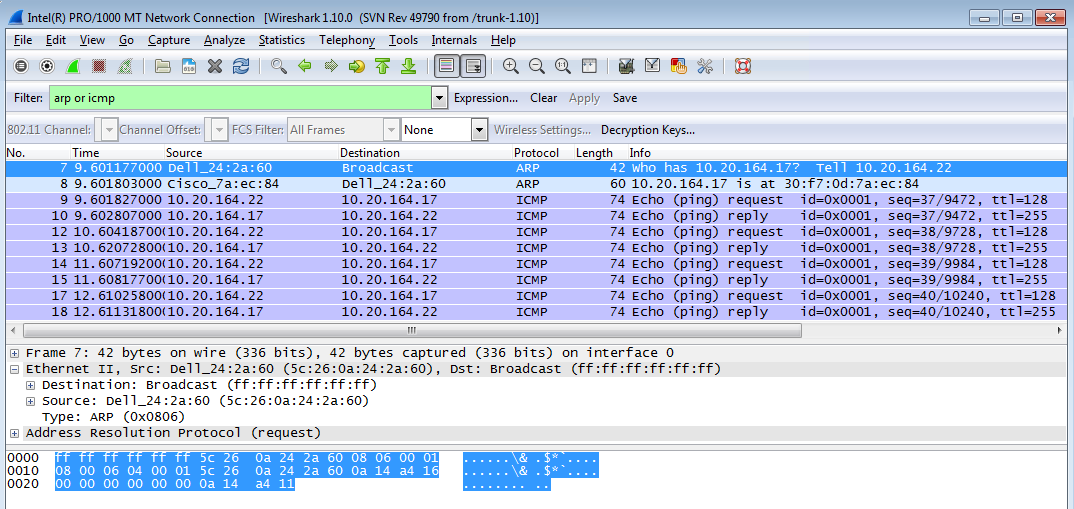 Intel(R) PRO/1000 MT Network Connection [Wireshark 1.10.0 (SVN Rev 49790 from /trunk-1.10)]
File Edit View Go Capture Analyze Statistics Telephony Tools Internals Help
Filter: arp or icmp Expression... Clear Apply Save
802.11 Channel: Channel Offset: FCS Filter: All Frames None Wireless Settings... Decryption Keys...
No. Time Source Destination Protocol Length Info
7 9.601177000 Dell_24:2a:60 Broadcast ARP 42 Who has 10.20.164.17? Tell 10.20.164.22
8 9.601803000 Cisco_7a:ec:84 Dell_24:2a:60 ARP 60 10.20.164.17 is at 30:f7:0d:7a:ec:84
9 9.601827000 10.20.164.22 10.20.164.17 ICMP 74 Echo (ping) request id=0x0001, seq=37/9472, ttl=128
10 9.602807000 10.20.164.17 10.20.164.22 ICMP 74 Echo (ping) reply id=0x0001, seq=37/9472, ttl=255
12 10.604187000 10.20.164.22 10.20.164.17 ICMP 74 Echo (ping) request id=0x0001, seq=38/9728, ttl=128
13 10.620728000 10.20.164.17 10.20.164.22 ICMP 74 Echo (ping) reply id=0x0001, seq=38/9728, ttl=255
14 11.607192000 10.20.164.22 10.20.164.17 ICMP 74 Echo (ping) request id=0x0001, seq=39/9984, ttl=128
15 11.608177000 10.20.164.17 10.20.164.22 ICMP 74 Echo (ping) reply id=0x0001, seq=39/9984, ttl=255
17 12.610258000 10.20.164.22 10.20.164.17 ICMP 74 Echo (ping) request id=0x0001, seq=40/10240, ttl=128
18 12.611318000 10.20.164.17 10.20.164.22 ICMP 74 Echo (ping) reply id=0x0001, seq=40/10240, ttl=255
Frame 7: 42 bytes on wire (336 bits), 42 bytes captured (336 bits) on interface 0
Ethernet II, Src: Dell_24:2a:60 (5c:26:0a:24:2a:60), Dst: Broadcast (ff:ff:ff:ff:ff:ff)
Destination: Broadcast (ff:ff:ff:ff:ff:ff)
Source: Dell_24:2a:60 (5c:26:0a:24:2a:60)
Type: ARP (0x0806)
Address Resolution Protocol (request)
0000 ff ff ff ff ff ff 5c 26 0a 24 2a 60 08 06 00 01 ......\& .$*`....
0010 08 00 06 04 00 01 5c 26 0a 24 2a 60 0a 14 a4 16 ......\& .$*`....
0020 00 00 00 00 00 00 0a 14 a4 11 ........ ..